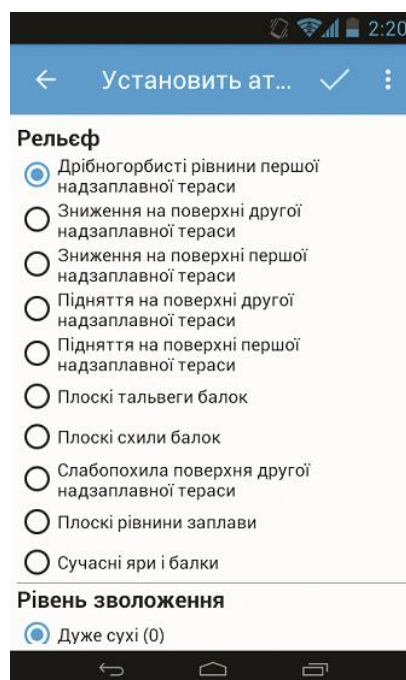 2:20
Установить ат...
Рельєф
Дрібногорбисті рівнини першої
надзаплавної тераси
Зниження на поверхні другої
надзаплавної тераси
Зниження на поверхні першої
надзаплавної тераси
Підняття на поверхні другої
надзаплавної тераси
Підняття на поверхні першої
надзаплавної тераси
Плоскі тальвеги балок
Плоскі схили балок
Слабопохила поверхня другої
надзаплавної тераси
Плоскі рівнини заплави
Сучасні яри і балки
Рівень зволоження
Дуже сухі (0)